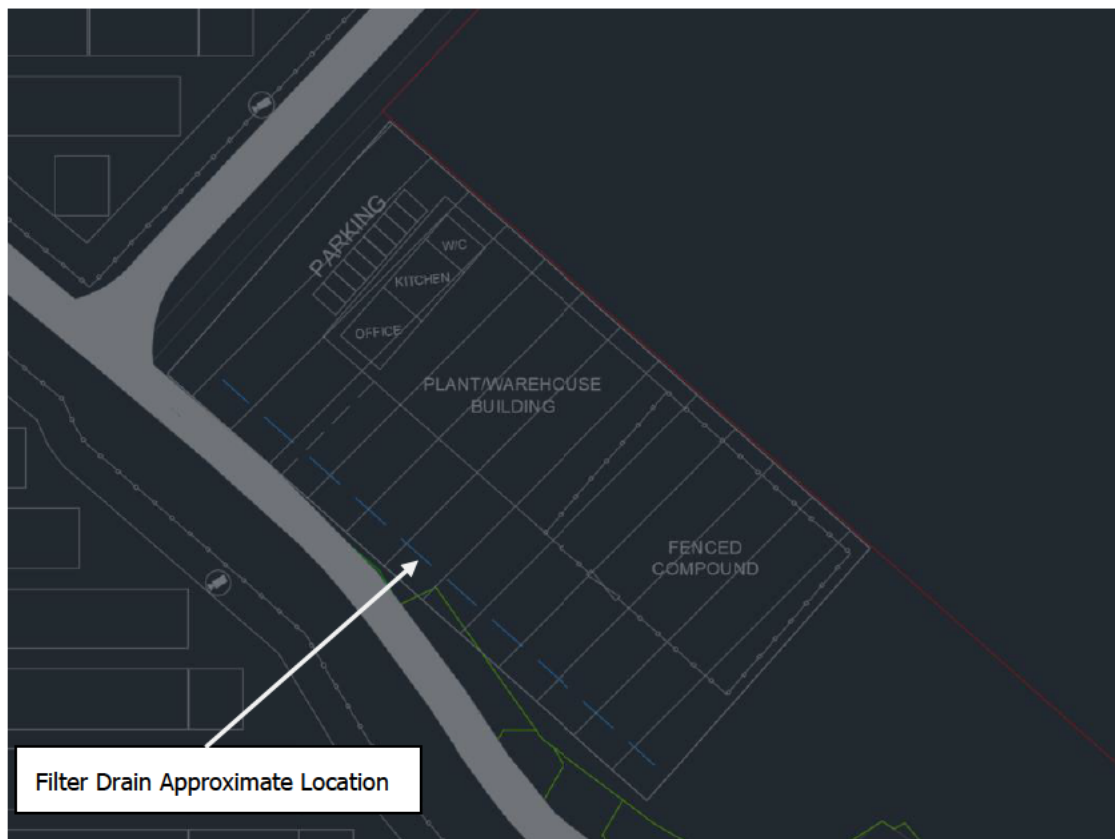 PARKING
W/C
KITCHEN
OFFICE
PLANT/WAREHOUSE
BUILDING
FENCED
COMPOUND
Filter Drain Approximate Location